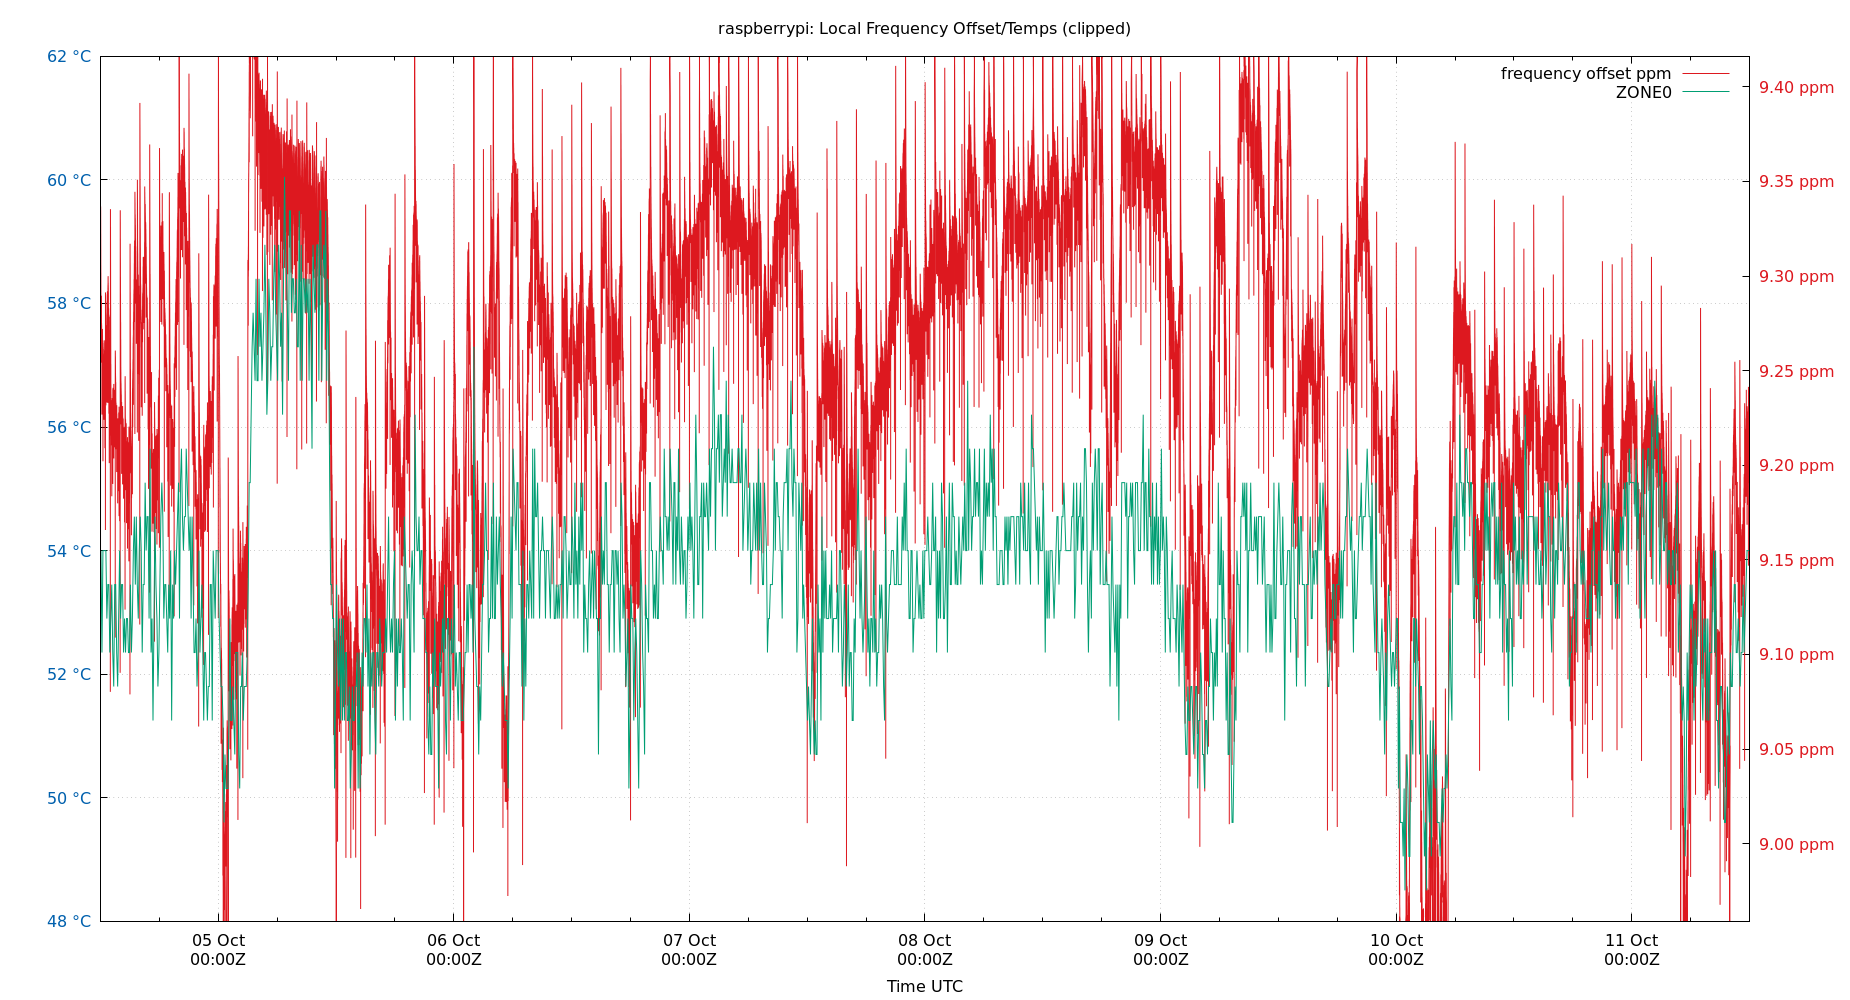 raspberrypi: Local Frequency Offset/Temps (clipped)
frequency offset ppm
ZONE0
62 °C
60 °C
58 °C
56 °C
54 °C
52 °C
50 °C
48 °C
9.40 ppm
9.35 ppm
9.30 ppm
9.25 ppm
9.20 ppm
9.15 ppm
9.10 ppm
9.05 ppm
9.00 ppm
05 Oct
00:00Z
06 Oct
00:00Z
07 Oct
00:00Z
08 Oct
00:00Z
09 Oct
00:00Z
10 Oct
00:00Z
11 Oct
00:00Z
Time UTC